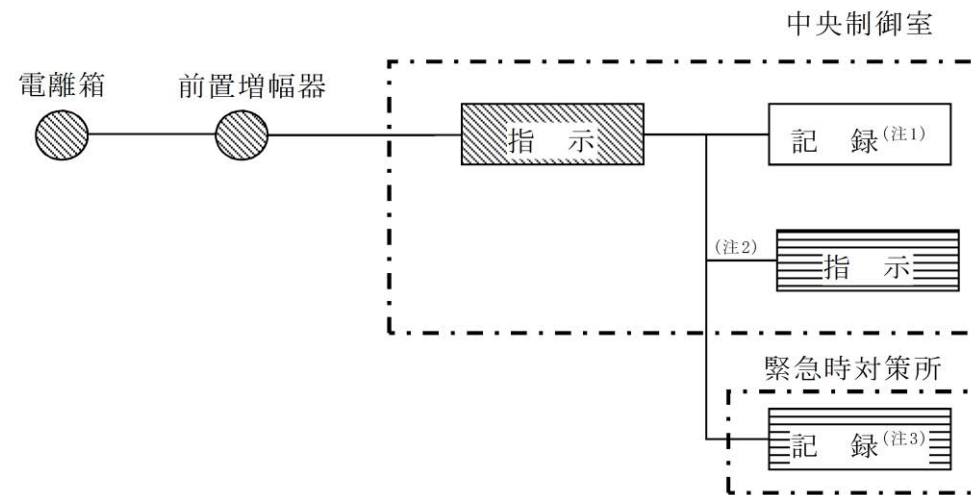 中央制御室
電離箱
前置増幅器
指 示
記 録(注1)
(注2)
指 示
緊急時対策所
記 録(注3)